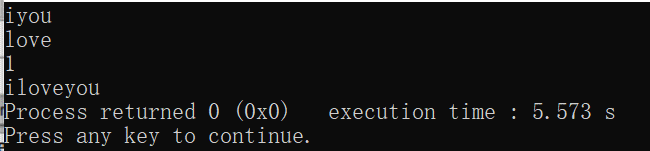 iyou
love
1
iloveyou
Process returned 0 (0x0)   execution time : 5.573 s
Press any key to continue.